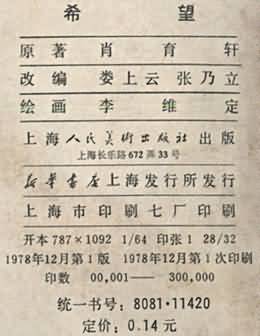 希望
原著 肖育轩
改编 娄上云 张乃立
绘画 李维定
上海人民美術出版社出版
上海长乐路672弄33号
新华書店上海发行所发行
上海市印刷七厂印刷
开本787×1092 1/64 印张1 28/32
1978年12月第1版 1978年12月第1次印刷
印数 00,001——300,000
统一书号：8081·11420
定价：0.14元